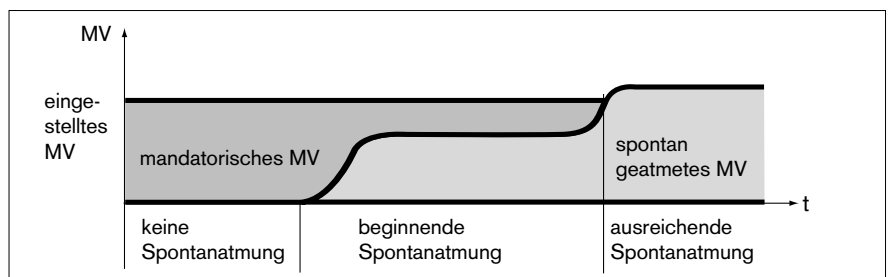 MV
einge-
stelltes
MV
mandatorisches MV
spontan
geatmetes MV
t
keine
Spontanatmung
beginnende
Spontanatmung
ausreichende
Spontanatmung